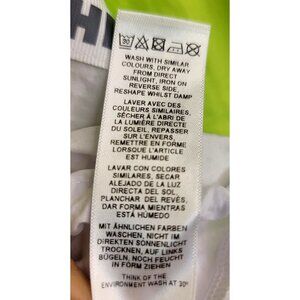 WASH WITH SIMILAR
COLOURS, DRY AWAY
FROM DIRECT
SUNLIGHT, IRON ON
REVERSE SIDE,
RESHAPE WHILST DAMP
LAVER AVEC DES
COULEURS SIMILAIRES,
SÉCHER À L'ABRI DE
LA LUMIÈRE DIRECTE
DU SOLEIL, REPASSER
SUR L'ENVERS,
REMETTRE EN FORME
LORSQUE L'ARTICLE
EST HUMIDE
LAVAR CON COLORES
SIMILARES, SECAR
ALEJADO DE LA LUZ
DIRECTA DEL SOL,
PLANCHAR DEL REVÉS,
DAR FORMA MIENTRAS
ESTÁ HÚMEDO
MIT ÄHNLICHEN FARBEN
WASCHEN, NICHT IM
DIREKTEN SONNENLICHT
TROCKNEN, AUF LINKS
BÜGELN, NOCH FEUCHT
IN FORM ZIEHEN
THINK OF THE
ENVIRONMENT WASH AT 30°